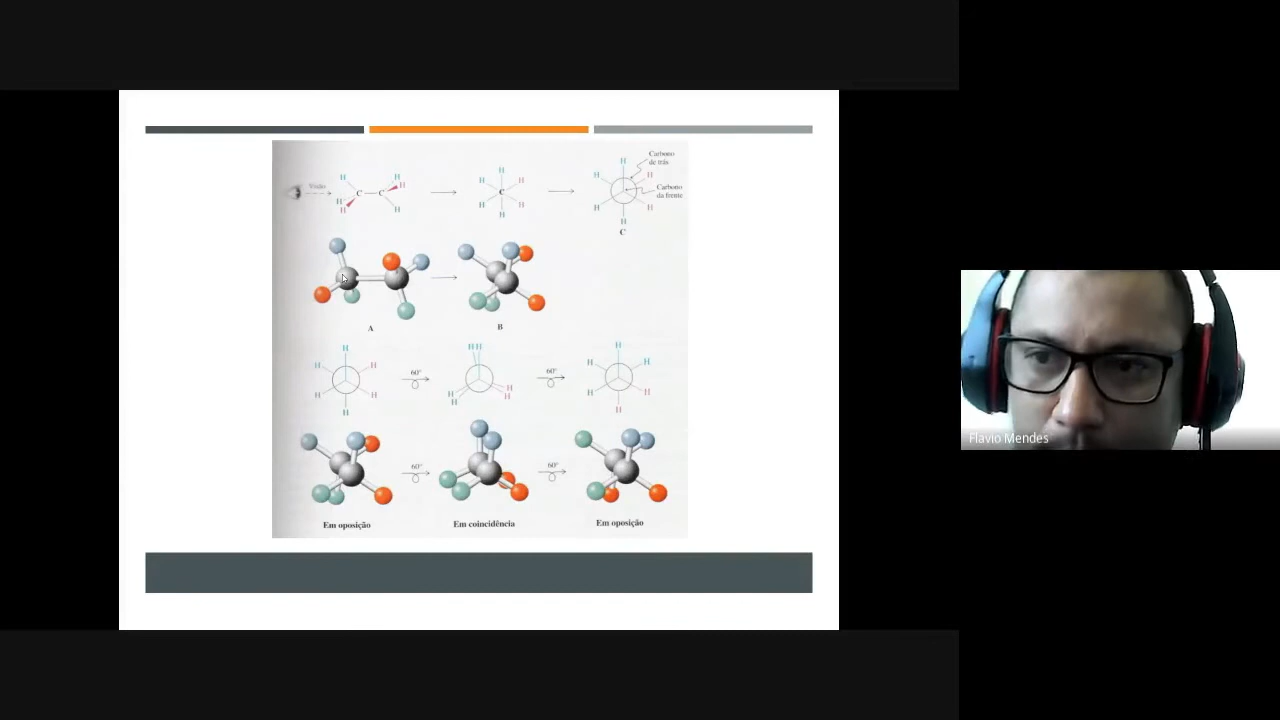 Carbono
de trás
Carbono
da frente
Visão
H H H
C C
H H H
H
H H
C
H H
H
H
H H
H H
H
C
A
B
H
H H
H H
H
60°
H H
H H
H H
60°
H
H H
H H
H
60°
60°
Em oposição
Em coincidência
Em oposição
Flavio Mendes